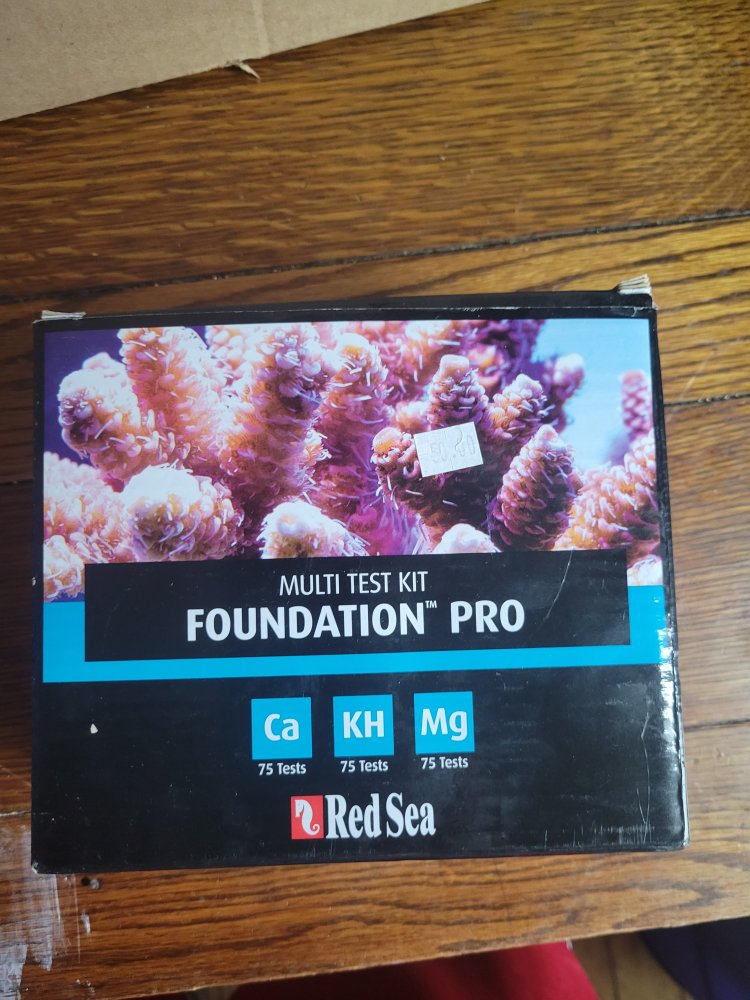 MULTI TEST KIT
FOUNDATION™ PRO
Ca KH Mg
75 Tests 75 Tests 75 Tests
Red Sea